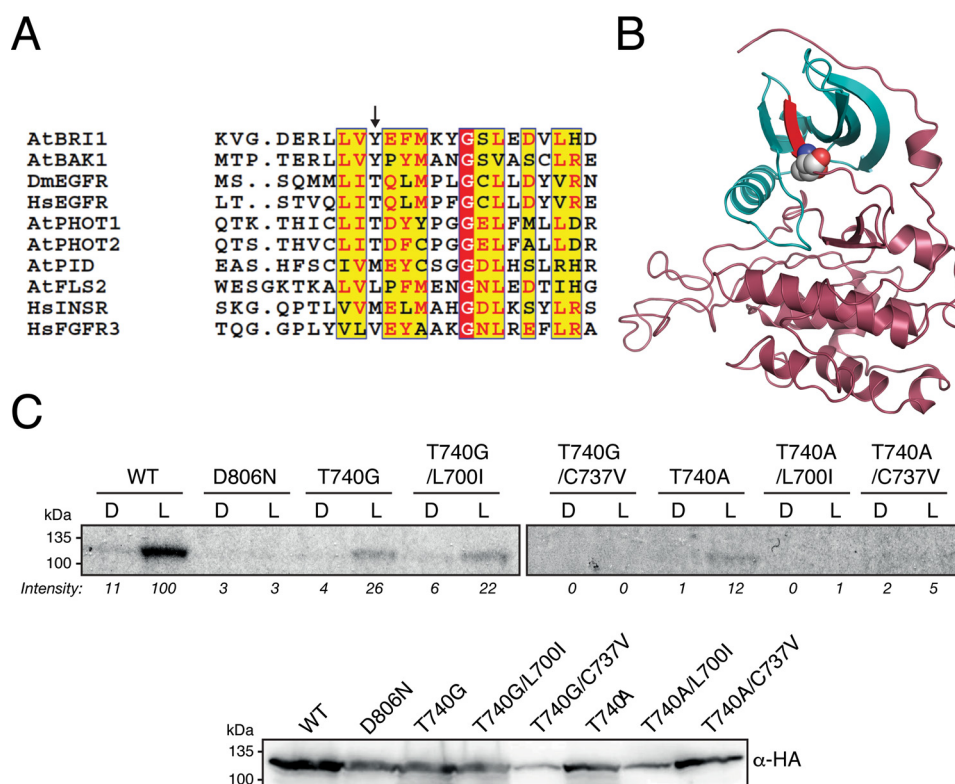 A
B
AtBRI1 KVG.DERLLVYEFMKYGSLEDVLHD
AtBAK1 MTP.TERLLVYPYMANGSVASCLRE
DmEGFR MS..SQMMLITQLMPLGCLLDYVRN
HsEGFR LT..STVQLITQLMPFGCLLDYVRE
AtPHOT1 QTK.THICLITDYYPGGELFMLLDR
AtPHOT2 QTS.THVCLITDFCPGGELFALLDR
AtPID EAS.HFSCIVMEYCSGGDLHSLRHR
AtFLS2 WESGKTKALVLPFMENGNLEDTIHG
HsINSR SKG.QPTLVVMELMAHGDLKSYLRS
HsFGFR3 TQG.GPLYVLVEYAAKGNLREFLRA
C
WT D806N T740G T740G/L700I T740G/C737V T740A T740A/L700I T740A/C737V
D L D L D L D L D L D L D L D L
kDa
135
100
Intensity: 11 100 3 3 4 26 6 22 0 0 1 12 0 1 2 5
WT D806N T740G T740G/L700I T740G/C737V T740A T740A/L700I T740A/C737V
kDa
135
100
α-HA